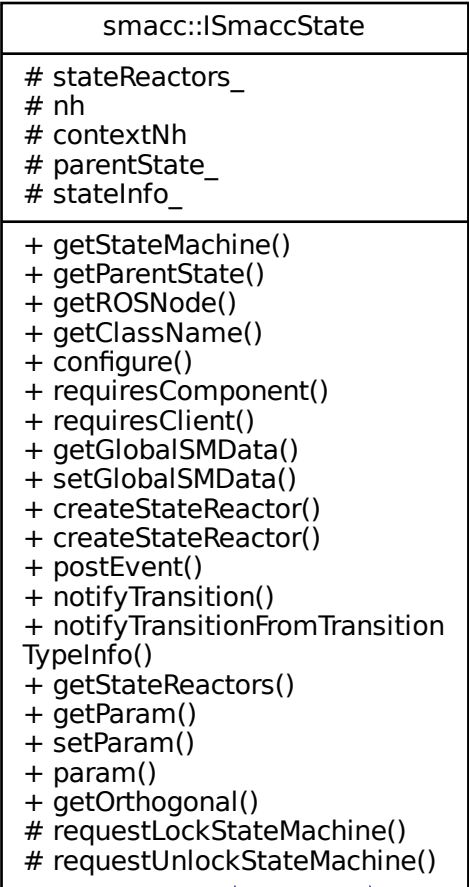 smacc::ISmaccState
# stateReactors_
# nh
# contextNh
# parentState_
# stateInfo_
+ getStateMachine()
+ getParentState()
+ getROSNode()
+ getClassName()
+ configure()
+ requiresComponent()
+ requiresClient()
+ getGlobalSMData()
+ setGlobalSMData()
+ createStateReactor()
+ createStateReactor()
+ postEvent()
+ notifyTransition()
+ notifyTransitionFromTransition
TypeInfo()
+ getStateReactors()
+ getParam()
+ setParam()
+ param()
+ getOrthogonal()
# requestLockStateMachine()
# requestUnlockStateMachine()